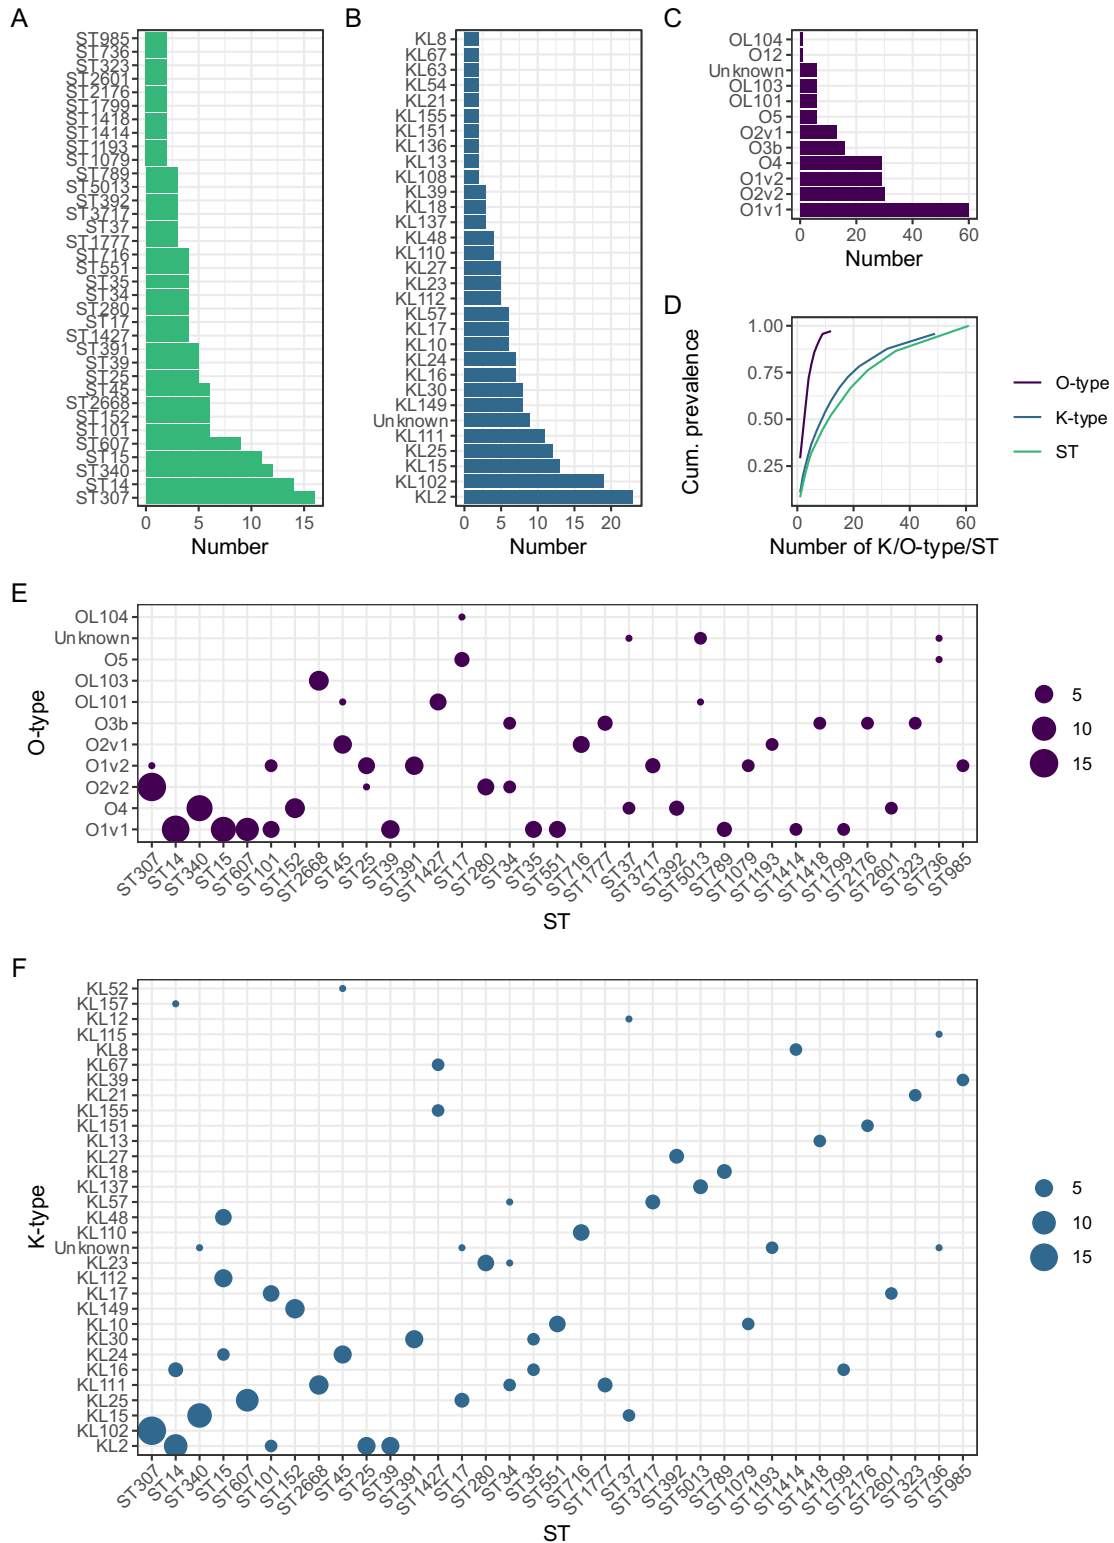 A
ST985
ST736
ST323
ST2601
ST2176
ST1799
ST1418
ST1414
ST1193
ST1079
ST789
ST5013
ST392
ST3717
ST37
ST1777
ST716
ST551
ST35
ST34
ST280
ST17
ST1427
ST391
ST39
ST25
ST45
ST2668
ST152
ST101
ST607
ST15
ST340
ST14
ST307
0 5 10 15
Number
B
KL8
KL67
KL63
KL54
KL21
KL155
KL151
KL136
KL13
KL108
KL39
KL18
KL137
KL48
KL110
KL27
KL23
KL112
KL57
KL17
KL10
KL24
KL16
KL30
KL149
Unknown
KL111
KL25
KL15
KL102
KL2
0 5 10 15 20
Number
C
OL104
O12
Unknown
OL103
OL101
O5
O2v1
O3b
O4
O1v2
O2v2
O1v1
0 20 40 60
Number
D
Cum. prevalence
1.00
0.75
0.50
0.25
0 20 40 60
Number of K/O-type/ST
O-type
K-type
ST
E
O-type
OL104
Unknown
O5
OL103
OL101
O3b
O2v1
O1v2
O2v2
O4
O1v1
ST307 ST14 ST340 ST15 ST607 ST101 ST152 ST2668 ST45 ST25 ST39 ST391 ST1427 ST17 ST280 ST34 ST35 ST551 ST716 ST1777 ST37 ST3717 ST392 ST5013 ST789 ST1079 ST1193 ST1414 ST1418 ST1799 ST2176 ST2601 ST323 ST736 ST985
ST
5
10
15
F
K-type
KL52
KL157
KL12
KL115
KL8
KL67
KL39
KL21
KL155
KL151
KL13
KL27
KL18
KL137
KL57
KL48
KL110
Unknown
KL23
KL112
KL17
KL149
KL10
KL30
KL24
KL16
KL111
KL25
KL15
KL102
KL2
ST307 ST14 ST340 ST15 ST607 ST101 ST152 ST2668 ST45 ST25 ST39 ST391 ST1427 ST17 ST280 ST34 ST35 ST551 ST716 ST1777 ST37 ST3717 ST392 ST5013 ST789 ST1079 ST1193 ST1414 ST1418 ST1799 ST2176 ST2601 ST323 ST736 ST985
ST
5
10
15